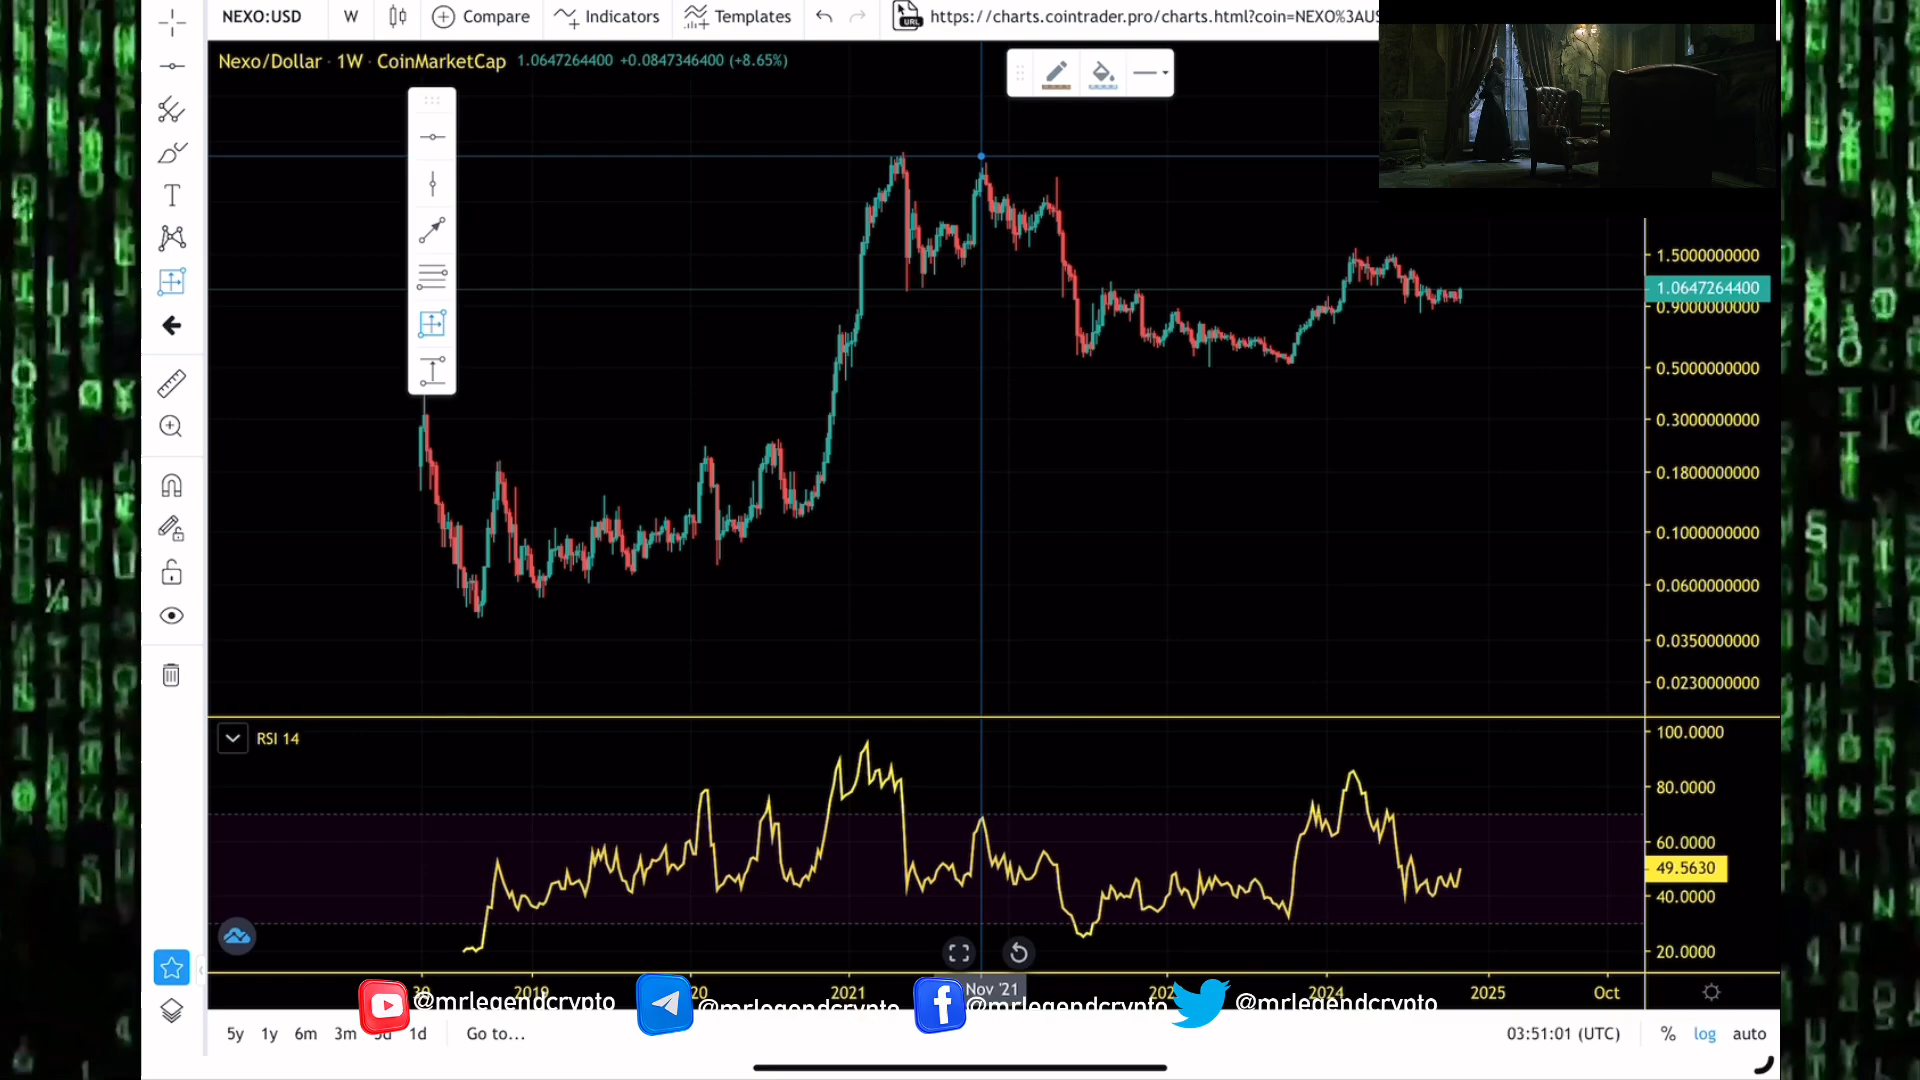 NEXO:USD W Compare Indicators Templates URL https://charts.cointrader.pro/charts.html?coin=NEXO%3AUS
Nexo/Dollar · 1W · CoinMarketCap 1.0647264400 +0.0847346400 (+8.65%)
1.5000000000
1.0647264400
0.9000000000
0.5000000000
0.3000000000
0.1800000000
0.1000000000
0.0600000000
0.0350000000
0.0230000000
RSI 14
100.0000
80.0000
60.0000
49.5630
40.0000
20.0000
2019 2021 Nov '21 2024 2025 Oct
@mrlegendcrypto @mrlegendcrypto @mrlegendcrypto @mrlegendcrypto
5y 1y 6m 3m 5d 1d Go to... 03:51:01 (UTC) % log auto